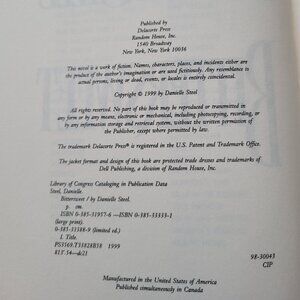 Published by
Delacorte Press
Random House, Inc.
1540 Broadway
New York, New York 10036
This novel is a work of fiction. Names, characters, places, and incidents either are
the product of the author's imagination or are used fictitiously. Any resemblance to
actual persons, living or dead, events, or locales is entirely coincidental.
Copyright © 1999 by Danielle Steel
All rights reserved. No part of this book may be reproduced or transmitted
in any form or by any means, electronic or mechanical, including photocopying, recording, or
by any information storage and retrieval system, without the written permission of
the Publisher, except where permitted by law.
The trademark Delacorte Press® is registered in the U.S. Patent and Trademark Office.
The jacket format and design of this book are protected trade dress and trademarks of
Dell Publishing, a division of Random House, Inc.
Library of Congress Cataloging in Publication Data
Steel, Danielle.
Bittersweet / by Danielle Steel.
p. cm.
ISBN 0-385-31957-6 —ISBN 0-385-33333-1
(large print).
0-385-33388-9 (limited ed.)
I. Title.
PS3569.T33828B58 1999
813'.54—dc21
98-30043
CIP
Manufactured in the United States of America
Published simultaneously in Canada